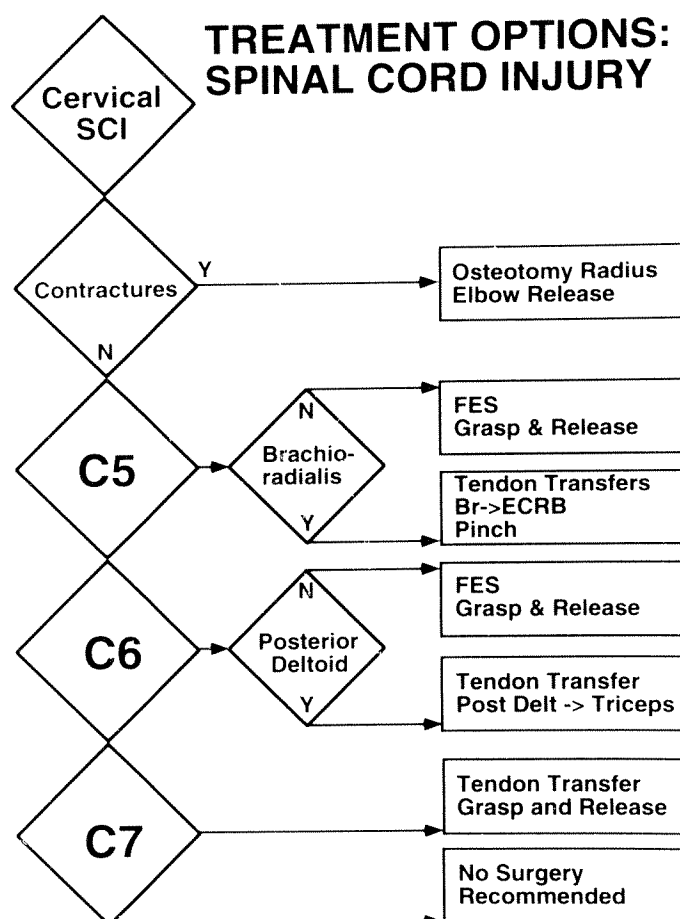 TREATMENT OPTIONS:
SPINAL CORD INJURY
Cervical
SCI
Contractures
Y
N
Osteotomy Radius
Elbow Release
C5
Brachio-
radialis
N
Y
FES
Grasp & Release
Tendon Transfers
Br->ECRB
Pinch
C6
Posterior
Deltoid
N
Y
FES
Grasp & Release
Tendon Transfer
Post Delt -> Triceps
C7
Tendon Transfer
Grasp and Release
No Surgery
Recommended